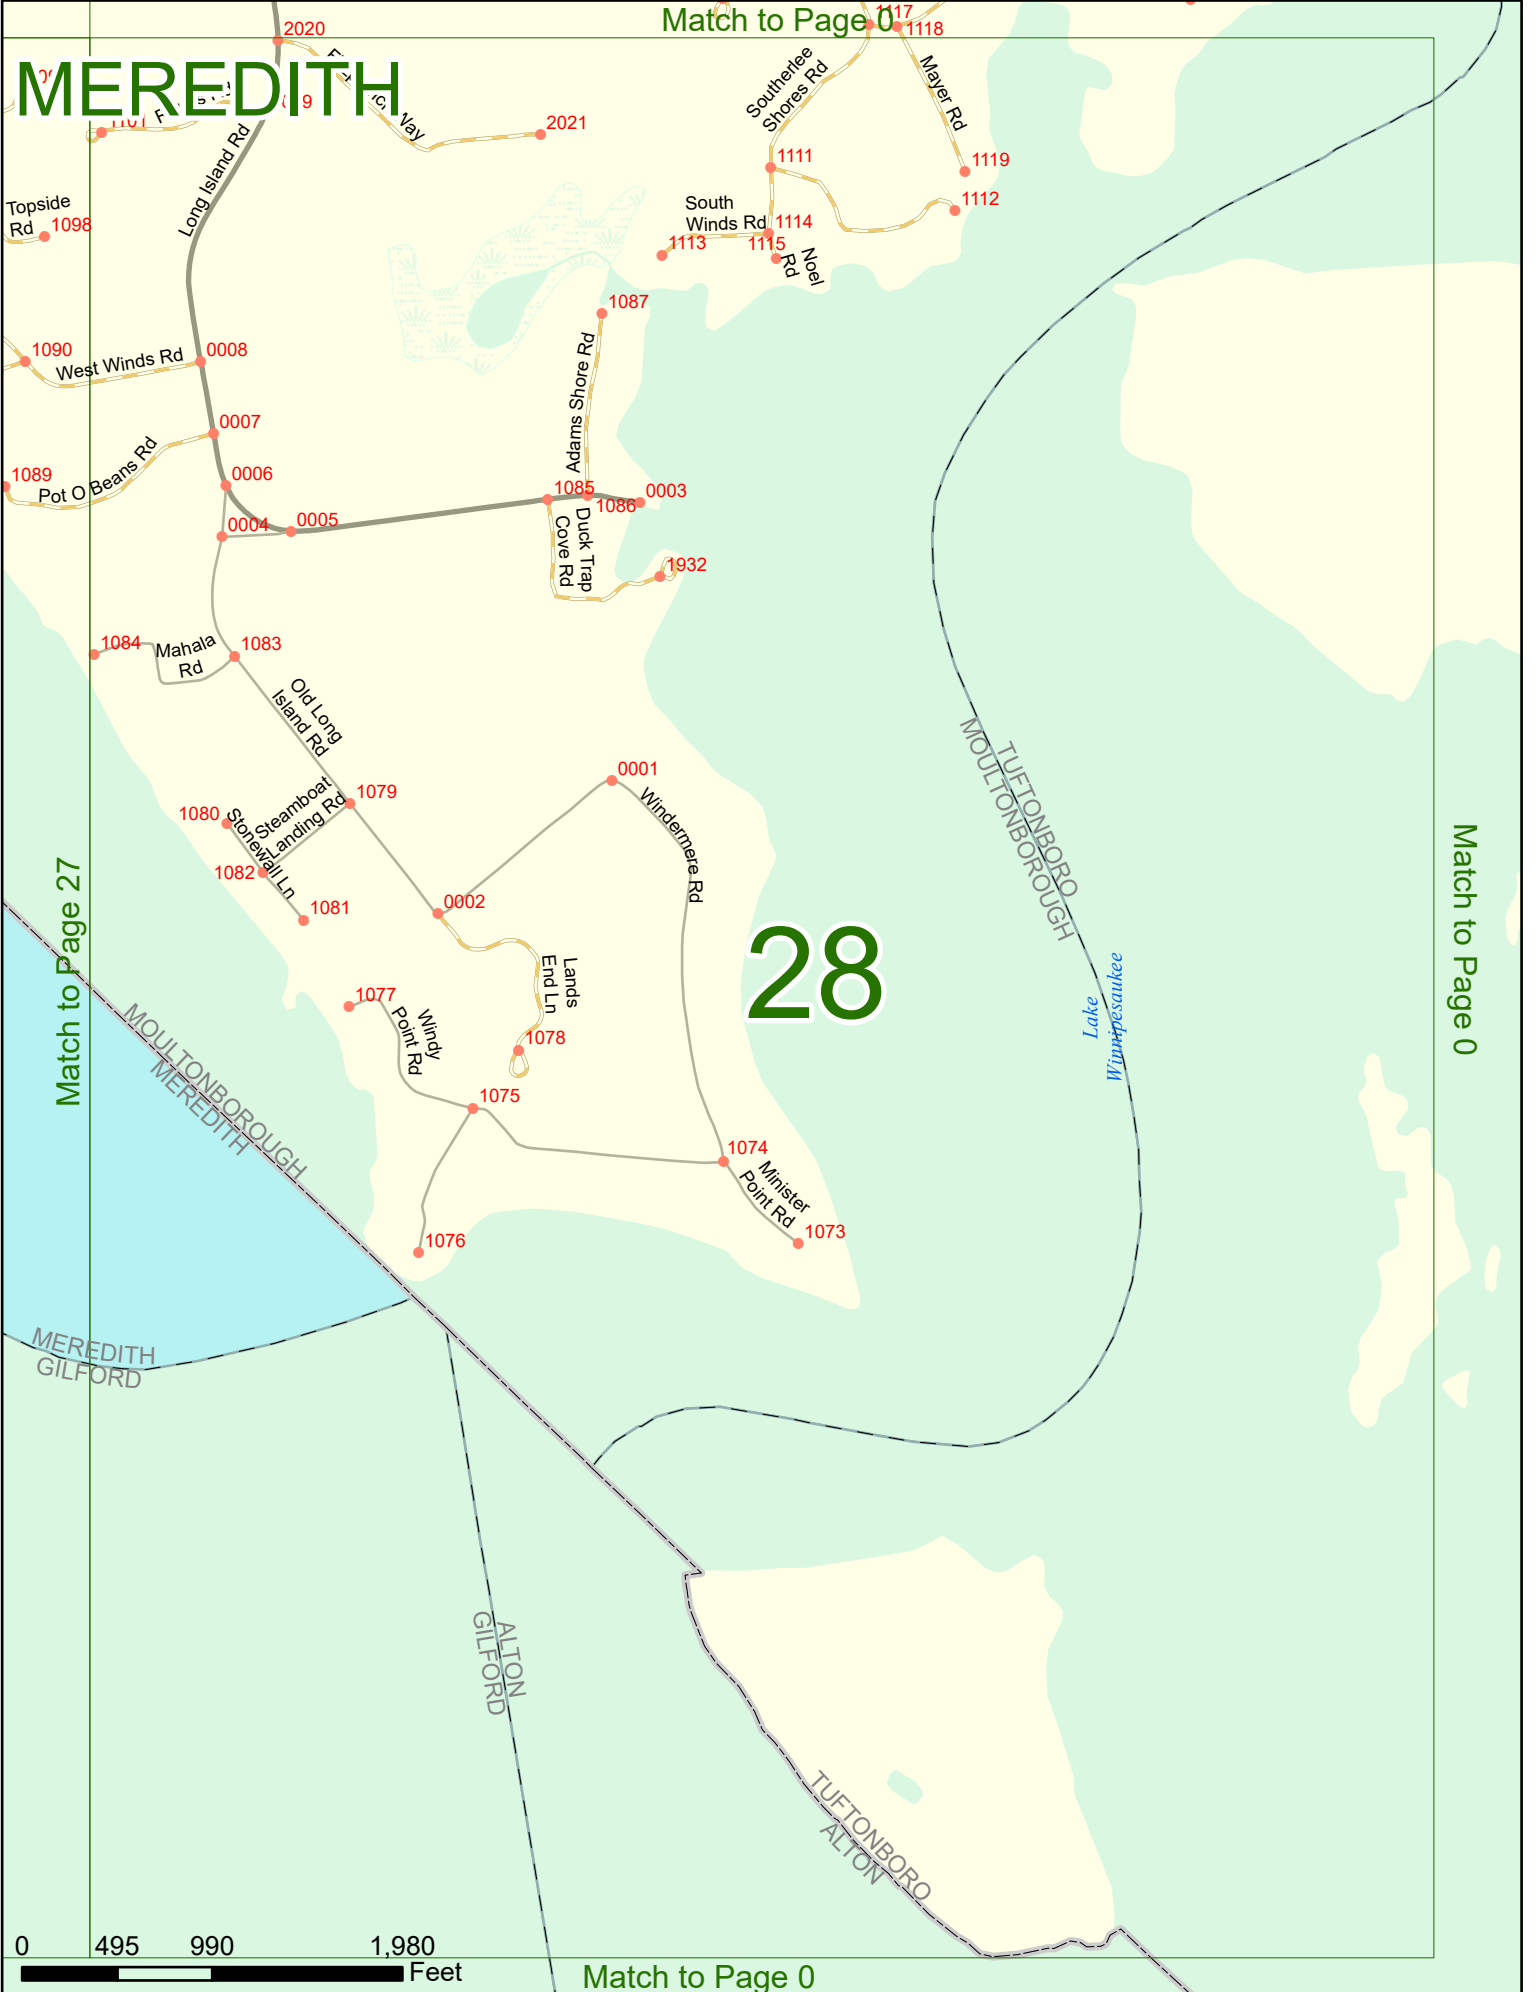 Match to Page 0
1117
1118
2020
MEREDITH
Way
2021
Southerlee
Shores Rd
Mayer Rd
1119
1111
1112
Long Island Rd
Topside
Rd
1098
South
Winds Rd
1114
1113
1115
Noel
Rd
1087
1090
West Winds Rd
0008
Adams Shore Rd
0007
1089
Pot O Beans Rd
0006
1085
1086
0003
0004
0005
Duck Trap
Cove Rd
1932
1084
Mahala
Rd
1083
Old Long
Island Rd
TUFTONBORO
MOULTONBOROUGH
0001
1079
Windermere Rd
1080
Steamboat
Landing Rd
Stonewall Ln
1082
1081
0002
Match to Page 27
Match to Page 0
28
Lands
End Ln
Lake
Winnipesaukee
1077
Windy
Point Rd
1078
MOULTONBOROUGH
MEREDITH
1075
1074
Minister
Point Rd
1073
1076
MEREDITH
GILFORD
ALTON
GILFORD
TUFTONBORO
ALTON
0 495 990 1,980
Feet
Match to Page 0